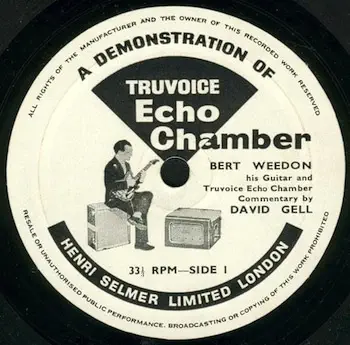 ALL RIGHTS OF THE MANUFACTURER AND THE OWNER OF THIS RECORDED WORK RESERVED
A DEMONSTRATION OF
TRUVOICE
Echo
Chamber
BERT WEEDON
his Guitar and
Truvoice Echo Chamber
Commentary by
DAVID GELL
33⅓ RPM—SIDE 1
HENRI SELMER LIMITED LONDON
RESALE OR UNAUTHORISED PUBLIC PERFORMANCE, BROADCASTING OR COPYING OF THIS WORK PROHIBITED